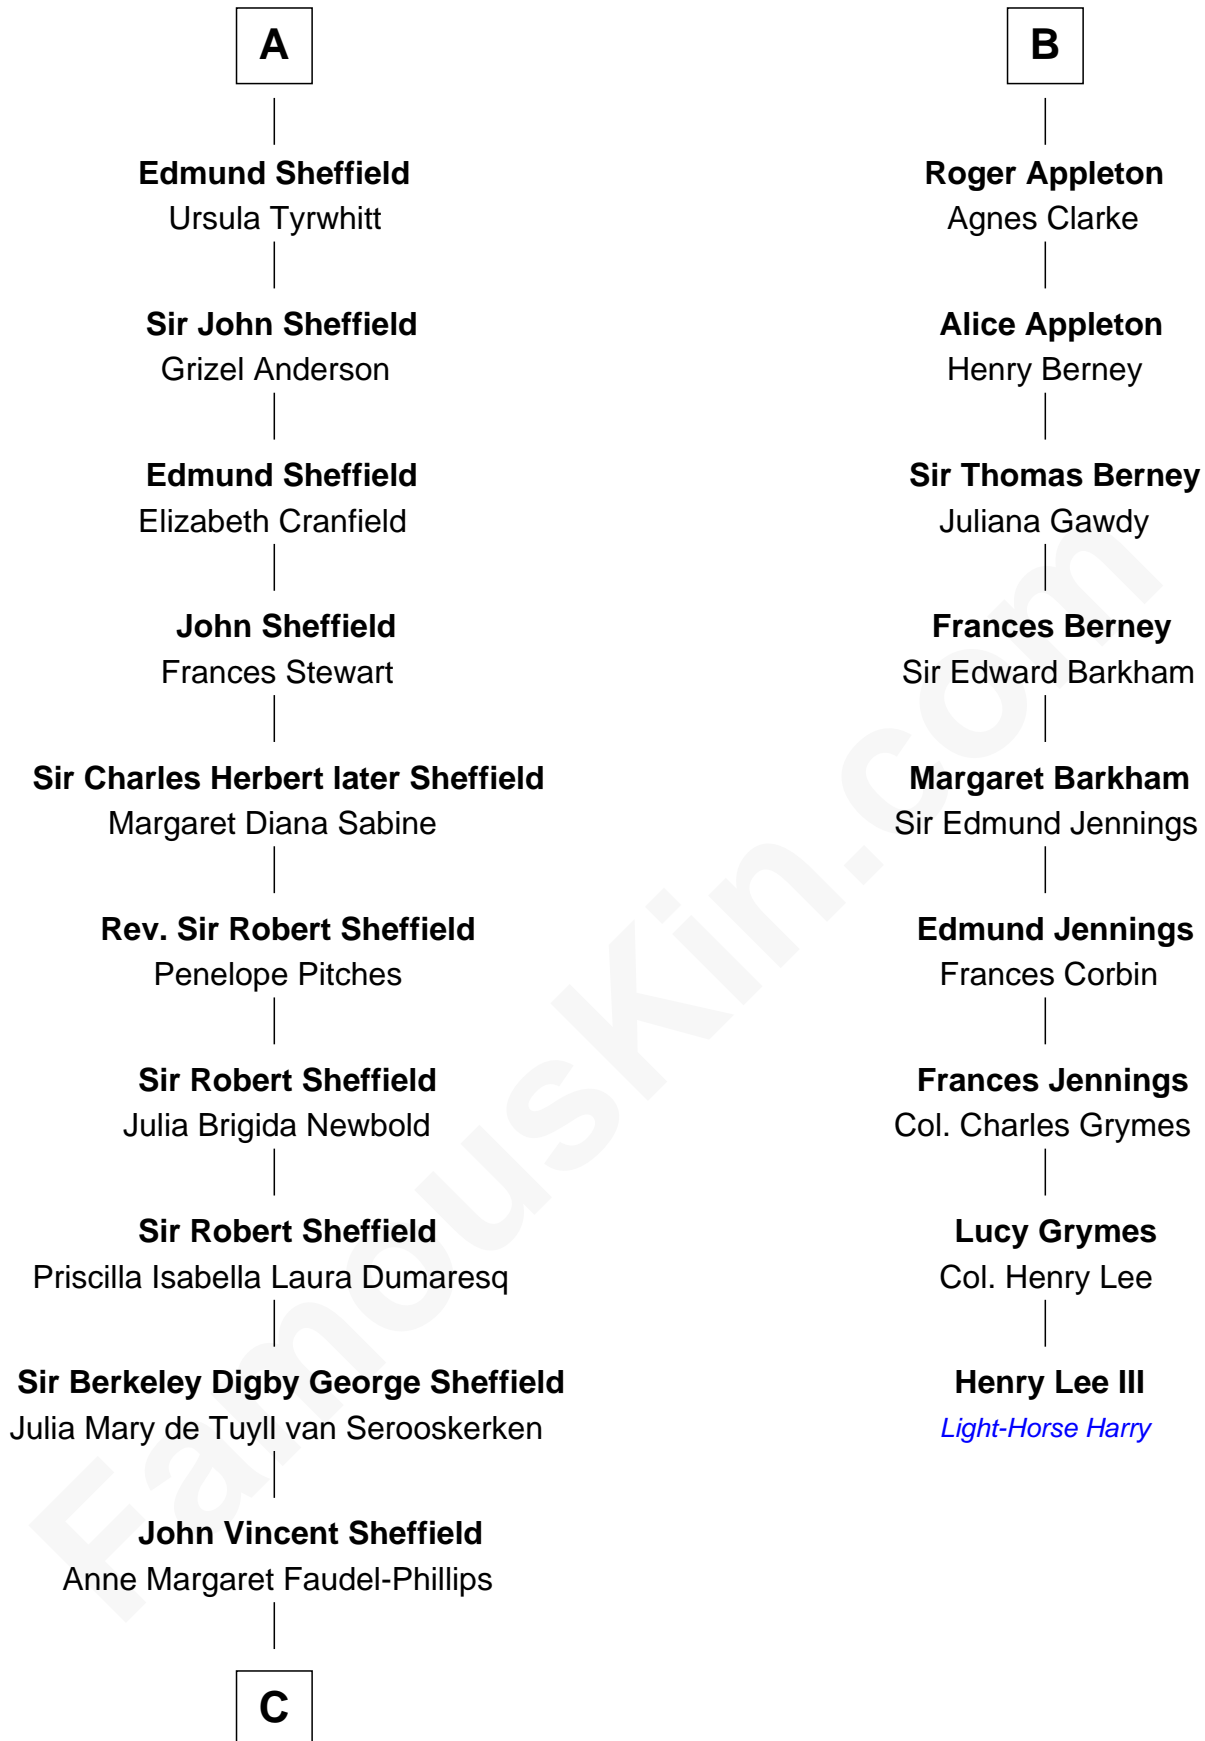 A
Edmund Sheffield
Ursula Tyrwhitt
Sir John Sheffield
Grizel Anderson
Edmund Sheffield
Elizabeth Cranfield
John Sheffield
Frances Stewart
Sir Charles Herbert later Sheffield
Margaret Diana Sabine
Rev. Sir Robert Sheffield
Penelope Pitches
Sir Robert Sheffield
Julia Brigida Newbold
Sir Robert Sheffield
Priscilla Isabella Laura Dumaresq
Sir Berkeley Digby George Sheffield
Julia Mary de Tuyll van Serooskerken
John Vincent Sheffield
Anne Margaret Faudel-Phillips
C
B
Roger Appleton
Agnes Clarke
Alice Appleton
Henry Berney
Sir Thomas Berney
Juliana Gawdy
Frances Berney
Sir Edward Barkham
Margaret Barkham
Sir Edmund Jennings
Edmund Jennings
Frances Corbin
Frances Jennings
Col. Charles Grymes
Lucy Grymes
Col. Henry Lee
Henry Lee III
Light-Horse Harry
FamousKin.com